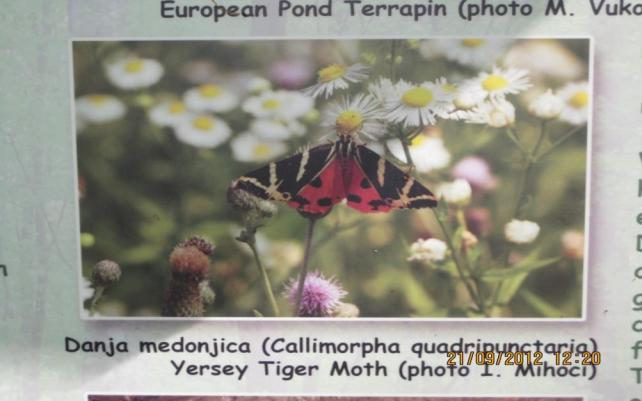 European Pond Terrapin (photo M. Vuko
Danja medonjica (Callimorpha quadripunctaria)
Yersey Tiger Moth (photo I. Mihoci)
21/09/2012, 12:20